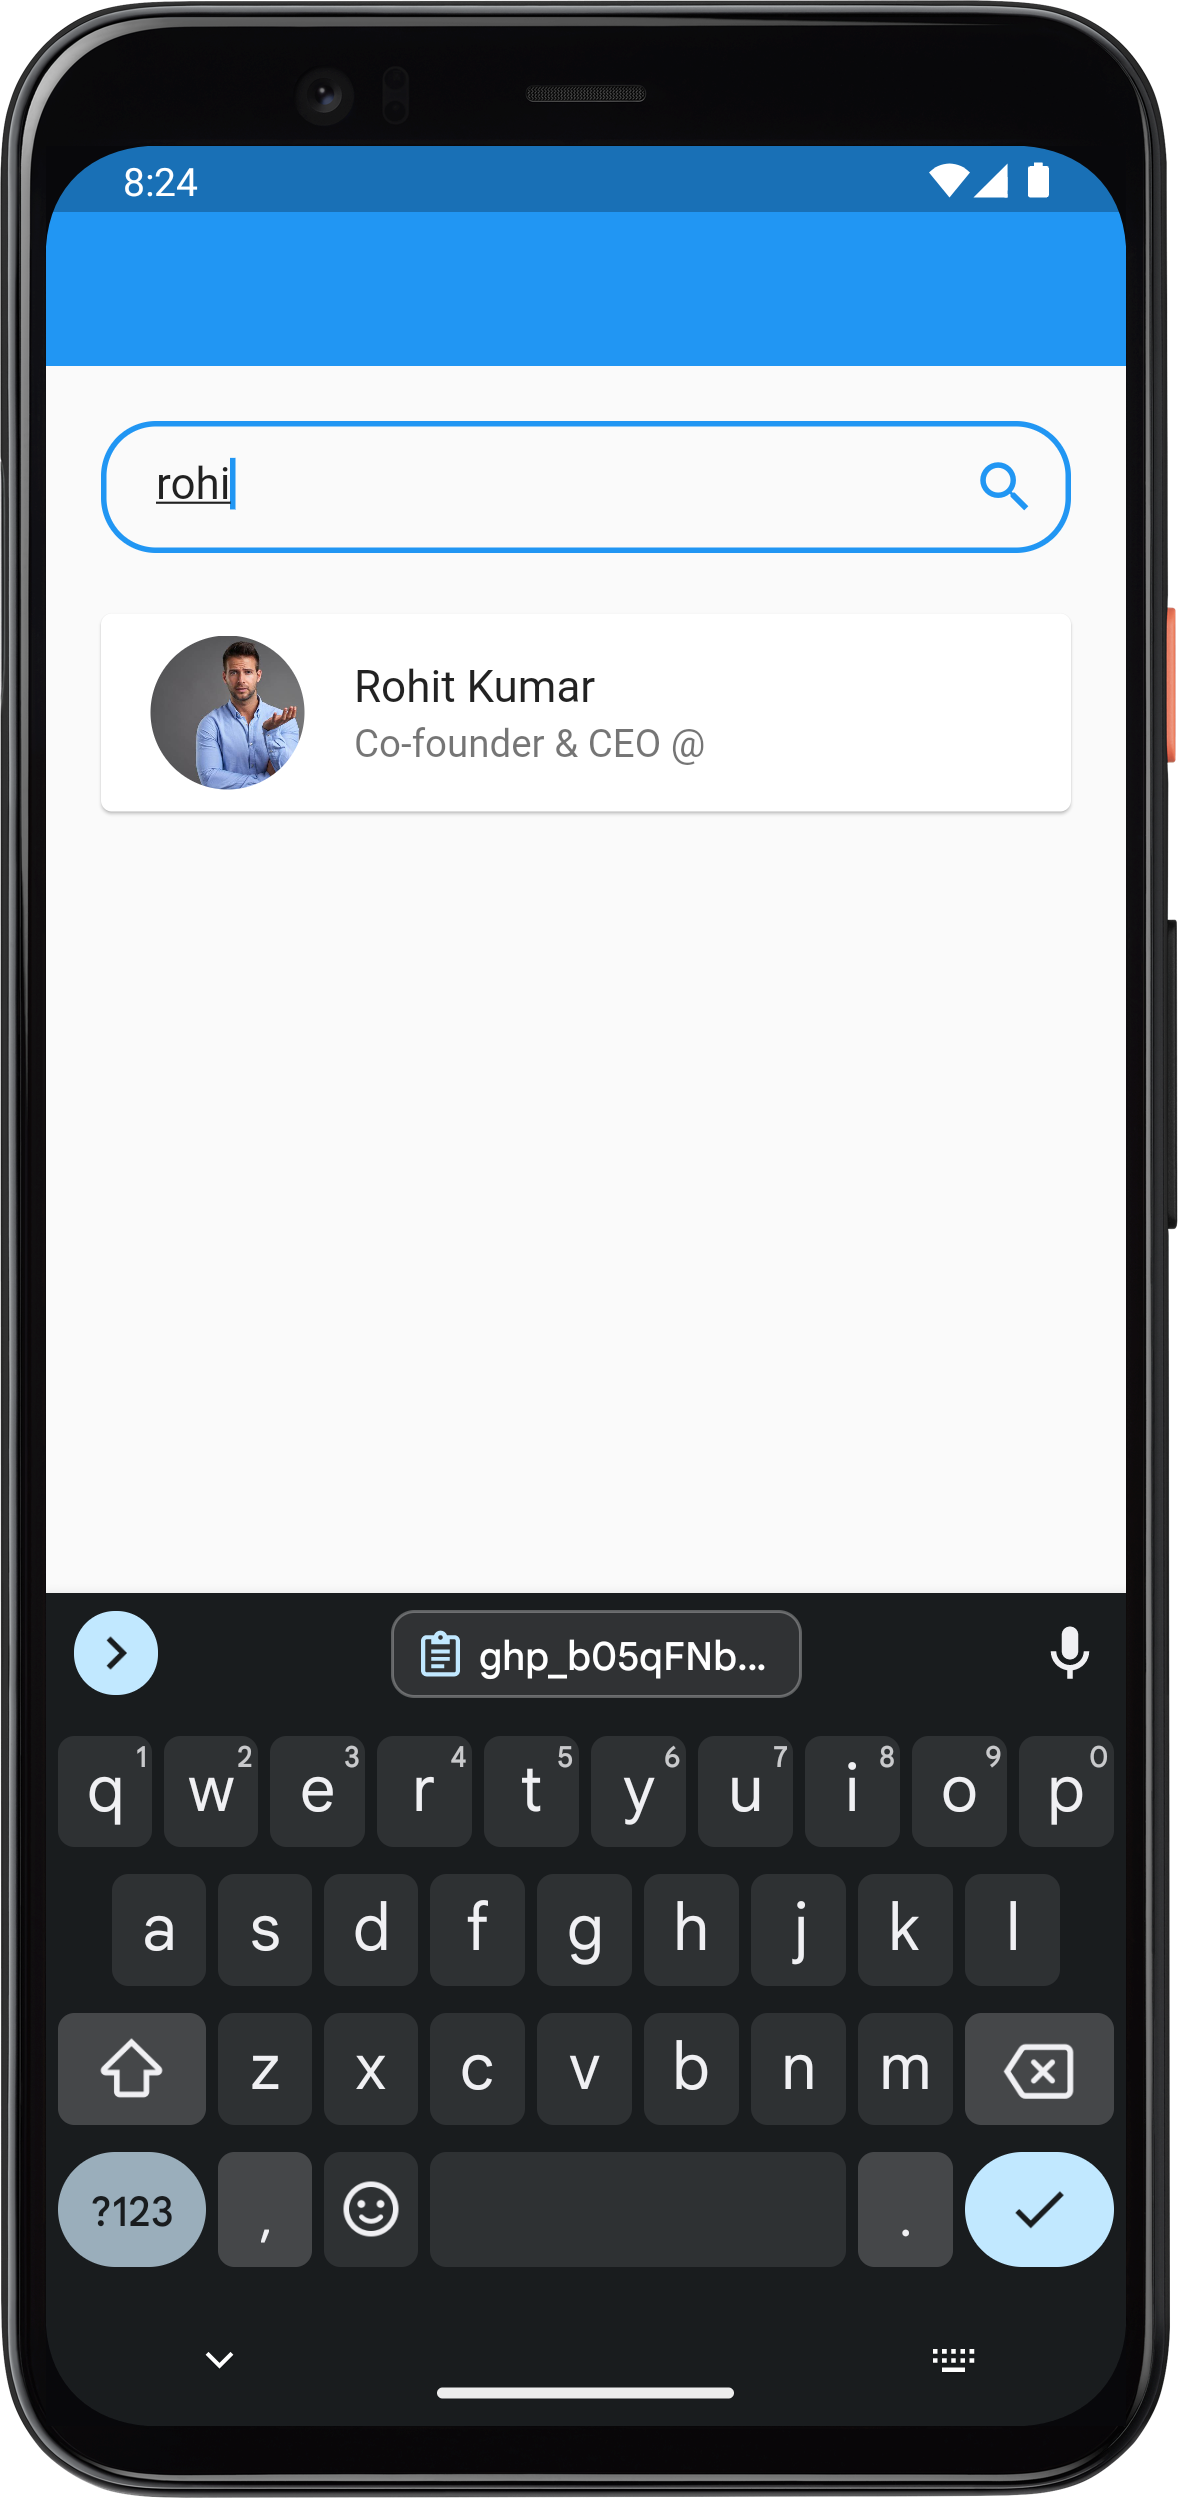 8:24
rohi
Rohit Kumar
Co-founder & CEO @
ghp_b05qFNb...
q 1 w 2 e 3 r 4 t 5 y 6 u 7 i 8 o 9 p 0
a s d f g h j k l
z x c v b n m
?123 , .